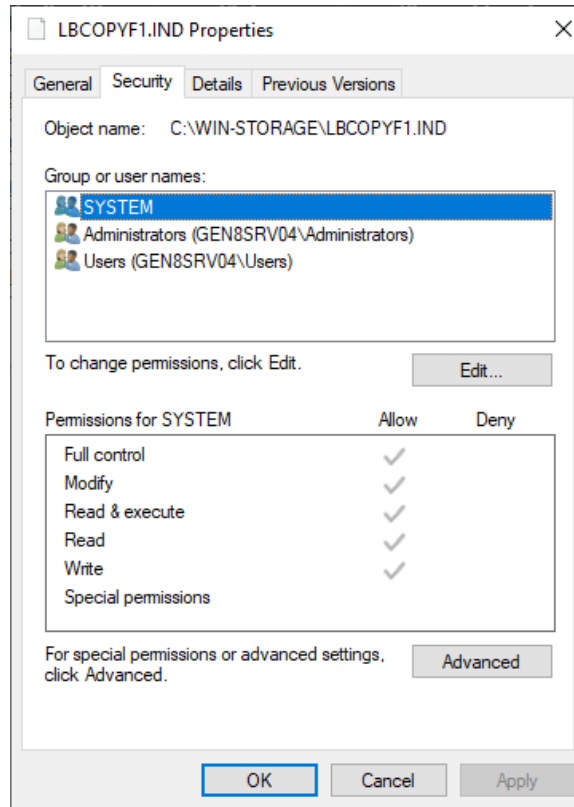 LBCOPYF1.IND Properties
General Security Details Previous Versions
Object name: C:\WIN-STORAGE\LBCOPYF1.IND
Group or user names:
SYSTEM
Administrators (GEN8SRV04\Administrators)
Users (GEN8SRV04\Users)
To change permissions, click Edit.
Edit...
Permissions for SYSTEM Allow Deny
Full control
Modify
Read & execute
Read
Write
Special permissions
For special permissions or advanced settings,
click Advanced.
Advanced
OK Cancel Apply